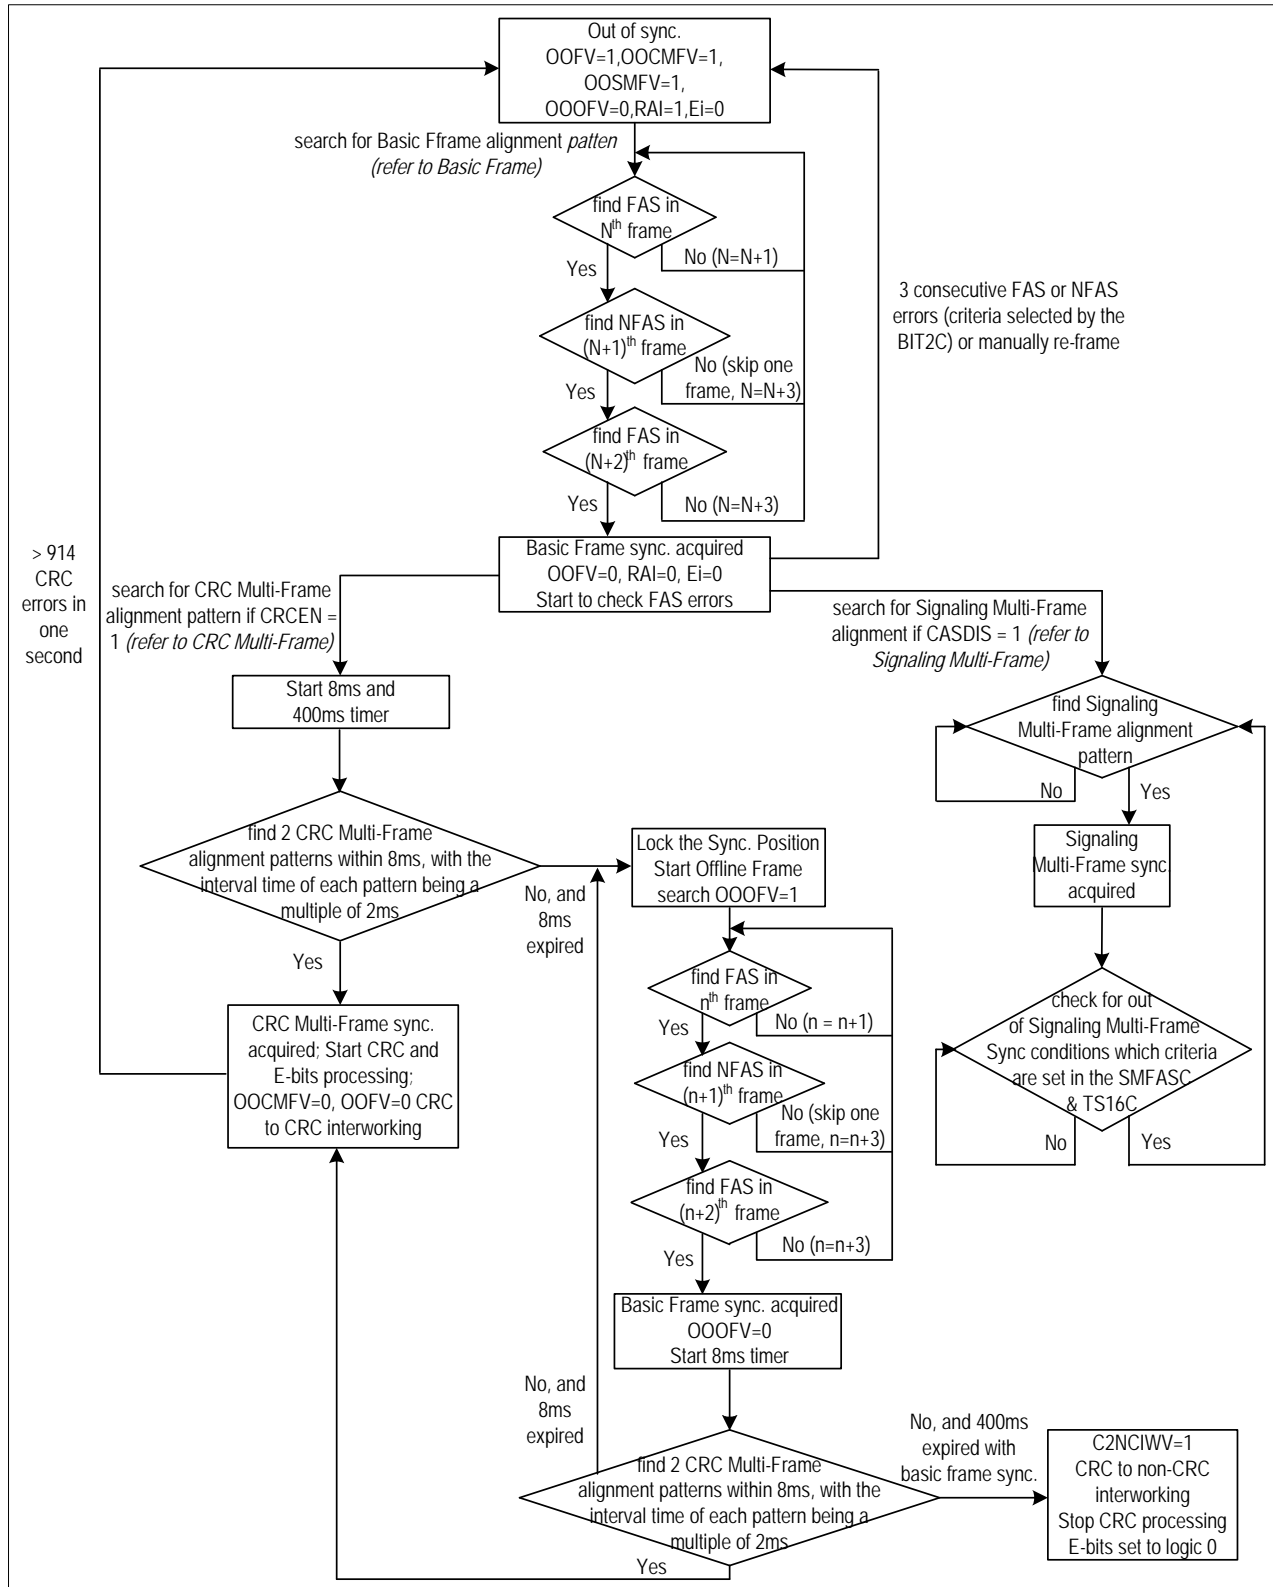 Out of sync.
OOFV=1,OOCMFV=1,
OOSMFV=1,
OOOFV=0,RAI=1,Ei=0
search for Basic Fframe alignment patten
(refer to Basic Frame)
find FAS in
Nth frame
No (N=N+1)
Yes
find NFAS in
(N+1)th frame
No (skip one
frame, N=N+3)
Yes
find FAS in
(N+2)th frame
No (N=N+3)
Yes
3 consecutive FAS or NFAS
errors (criteria selected by the
BIT2C) or manually re-frame
Basic Frame sync. acquired
OOFV=0, RAI=0, Ei=0
Start to check FAS errors
> 914
CRC
errors in
one
second
search for CRC Multi-Frame
alignment pattern if CRCEN =
1 (refer to CRC Multi-Frame)
search for Signaling Multi-Frame
alignment if CASDIS = 1 (refer to
Signaling Multi-Frame)
Start 8ms and
400ms timer
find 2 CRC Multi-Frame
alignment patterns within 8ms, with the
interval time of each pattern being a
multiple of 2ms
No, and
8ms
expired
Yes
CRC Multi-Frame sync.
acquired; Start CRC and
E-bits processing;
OOCMFV=0, OOFV=0 CRC
to CRC interworking
Lock the Sync. Position
Start Offline Frame
search OOOFV=1
find FAS in
nth frame
No (n = n+1)
Yes
find NFAS in
(n+1)th frame
No (skip one
frame, n=n+3)
Yes
find FAS in
(n+2)th frame
No (n=n+3)
Yes
Basic Frame sync. acquired
OOOFV=0
Start 8ms timer
No, and
8ms
expired
find 2 CRC Multi-Frame
alignment patterns within 8ms, with the
interval time of each pattern being a
multiple of 2ms
Yes
No, and 400ms
expired with
basic frame sync.
C2NCIWV=1
CRC to non-CRC
interworking
Stop CRC processing
E-bits set to logic 0
find Signaling
Multi-Frame alignment
pattern
No
Yes
Signaling
Multi-Frame sync.
acquired
check for out
of Signaling Multi-Frame
Sync conditions which criteria
are set in the SMFASC
& TS16C
No
Yes